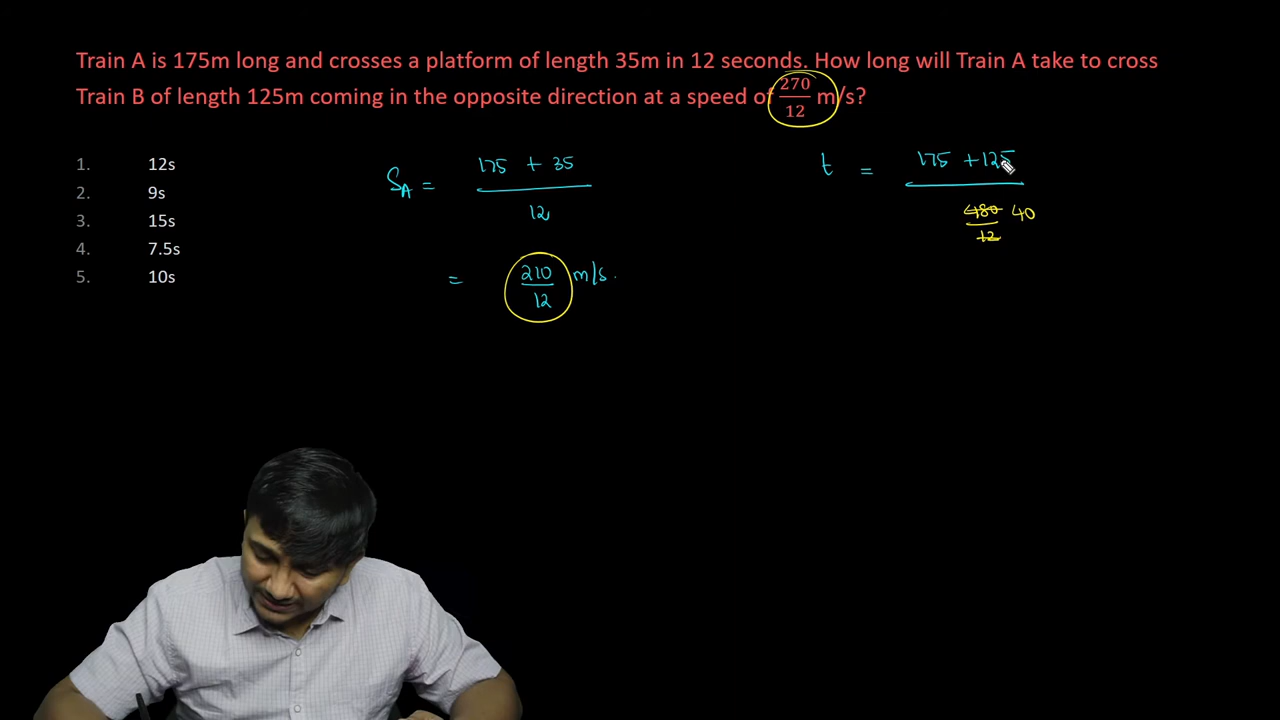 Train A is 175m long and crosses a platform of length 35m in 12 seconds. How long will Train A take to cross
Train B of length 125m coming in the opposite direction at a speed of 270/12 m/s?
1. 12s
2. 9s
3. 15s
4. 7.5s
5. 10s
S_A = 175 + 35 / 12
= 210/12 m/s.
t = 175 + 125 / 480/12 40